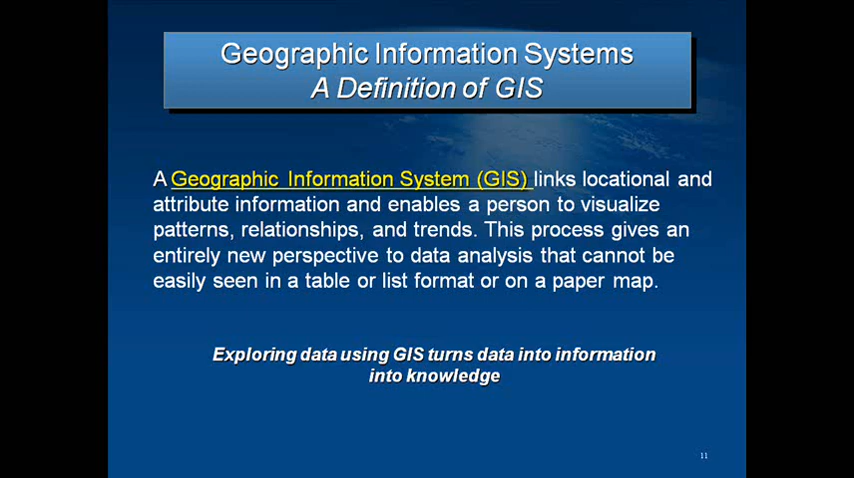 Geographic Information Systems
A Definition of GIS
A Geographic Information System (GIS) links locational and
attribute information and enables a person to visualize
patterns, relationships, and trends. This process gives an
entirely new perspective to data analysis that cannot be
easily seen in a table or list format or on a paper map.
Exploring data using GIS turns data into information
into knowledge
11